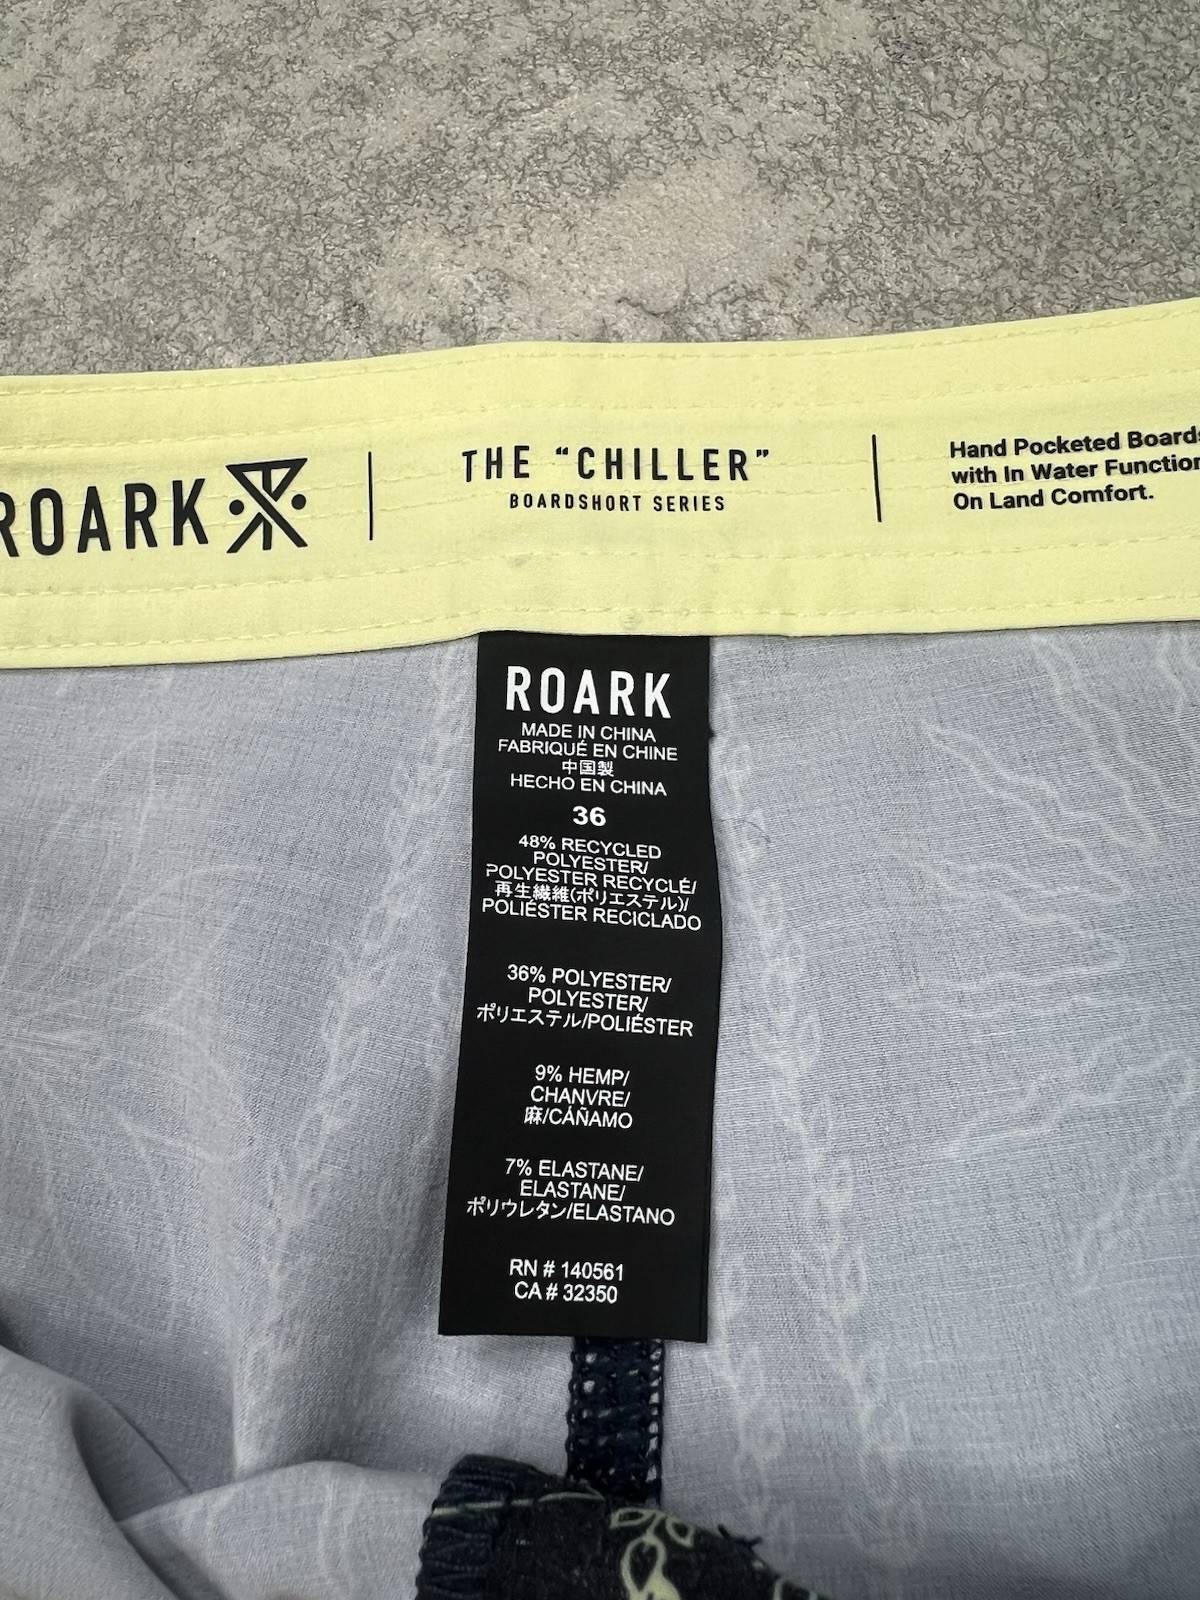 ROARK
THE “CHILLER”
BOARDSHORT SERIES
Hand Pocketed
with In Water
On Land Comfort.
ROARK
MADE IN CHINA
FABRIQUÉ EN CHINE
中国製
HECHO EN CHINA
36
48% RECYCLED
POLYESTER/
POLYESTER RECYCLÉ/
再生繊維(ポリエステル)/
POLIÉSTER RECICLADO
36% POLYESTER/
POLYESTER/
ポリエステル/POLIÉSTER
9% HEMP/
CHANVRE/
麻/CÁÑAMO
7% ELASTANE/
ELASTANE/
ポリウレタン/ELASTANO
RN # 140561
CA # 32350